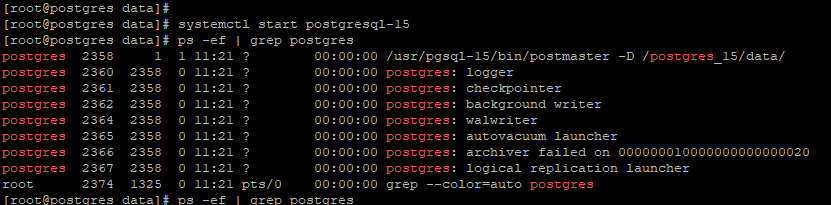 [root@postgres data]#
[root@postgres data]# systemctl start postgresql-15
[root@postgres data]# ps -ef | grep postgres
postgres 2358 1 1 11:21 ? 00:00:00 /usr/pgsql-15/bin/postmaster -D /postgres_15/data/
postgres 2360 2358 0 11:21 ? 00:00:00 postgres: logger
postgres 2361 2358 0 11:21 ? 00:00:00 postgres: checkpointer
postgres 2362 2358 0 11:21 ? 00:00:00 postgres: background writer
postgres 2364 2358 0 11:21 ? 00:00:00 postgres: walwriter
postgres 2365 2358 0 11:21 ? 00:00:00 postgres: autovacuum launcher
postgres 2366 2358 0 11:21 ? 00:00:00 postgres: archiver failed on 000000010000000000000020
postgres 2367 2358 0 11:21 ? 00:00:00 postgres: logical replication launcher
root 2374 1325 0 11:21 pts/0 00:00:00 grep --color=auto postgres
[root@postgres data]# ps -ef | grep postgres